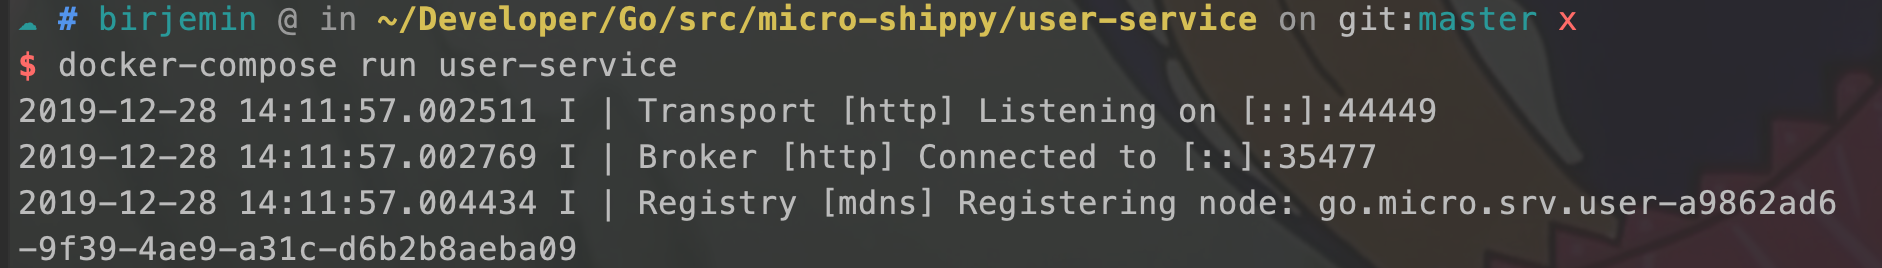 ☁ # birjemin @ in ~/Developer/Go/src/micro-shippy/user-service on git:master x
$ docker-compose run user-service
2019-12-28 14:11:57.002511 I | Transport [http] Listening on [::]:44449
2019-12-28 14:11:57.002769 I | Broker [http] Connected to [::]:35477
2019-12-28 14:11:57.004434 I | Registry [mdns] Registering node: go.micro.srv.user-a9862ad6
-9f39-4ae9-a31c-d6b2b8aeba09